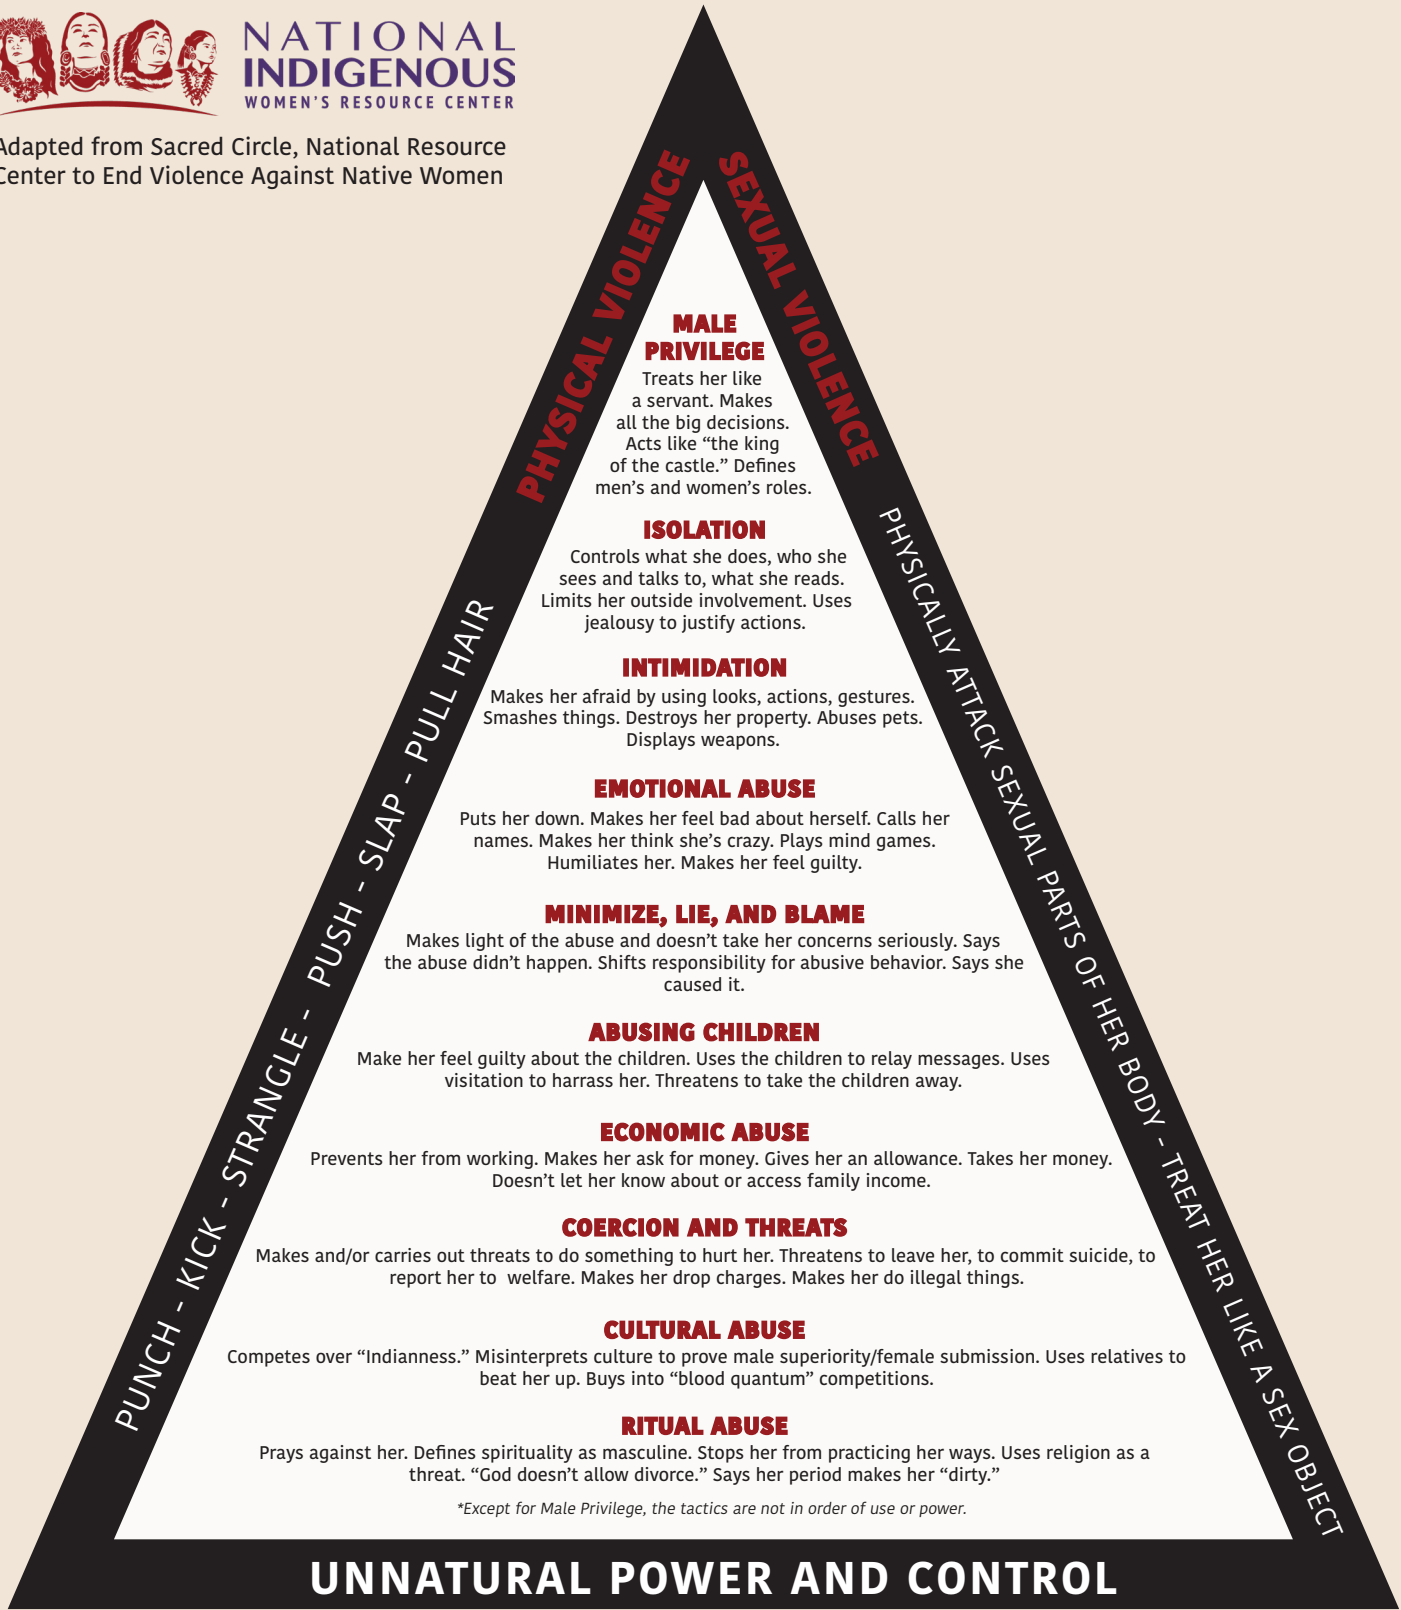 NATIONAL
INDIGENOUS
WOMEN'S RESOURCE CENTER
Adapted from Sacred Circle, National Resource
Center to End Violence Against Native Women
PHYSICAL VIOLENCE
PUNCH - KICK - STRANGLE - PUSH - SLAP - PULL HAIR
SEXUAL VIOLENCE
PHYSICALLY ATTACK SEXUAL PARTS OF HER BODY - TREAT HER LIKE A SEX OBJECT
MALE
PRIVILEGE
Treats her like
a servant. Makes
all the big decisions.
Acts like “the king
of the castle.” Defines
men’s and women’s roles.
ISOLATION
Controls what she does, who she
sees and talks to, what she reads.
Limits her outside involvement. Uses
jealousy to justify actions.
INTIMIDATION
Makes her afraid by using looks, actions, gestures.
Smashes things. Destroys her property. Abuses pets.
Displays weapons.
EMOTIONAL ABUSE
Puts her down. Makes her feel bad about herself. Calls her
names. Makes her think she’s crazy. Plays mind games.
Humiliates her. Makes her feel guilty.
MINIMIZE, LIE, AND BLAME
Makes light of the abuse and doesn’t take her concerns seriously. Says
the abuse didn’t happen. Shifts responsibility for abusive behavior. Says she
caused it.
ABUSING CHILDREN
Make her feel guilty about the children. Uses the children to relay messages. Uses
visitation to harrass her. Threatens to take the children away.
ECONOMIC ABUSE
Prevents her from working. Makes her ask for money. Gives her an allowance. Takes her money.
Doesn’t let her know about or access family income.
COERCION AND THREATS
Makes and/or carries out threats to do something to hurt her. Threatens to leave her, to commit suicide, to
report her to welfare. Makes her drop charges. Makes her do illegal things.
CULTURAL ABUSE
Competes over “Indianness.” Misinterprets culture to prove male superiority/female submission. Uses relatives to
beat her up. Buys into “blood quantum” competitions.
RITUAL ABUSE
Prays against her. Defines spirituality as masculine. Stops her from practicing her ways. Uses religion as a
threat. “God doesn’t allow divorce.” Says her period makes her “dirty.”
*Except for Male Privilege, the tactics are not in order of use or power.
UNNATURAL POWER AND CONTROL